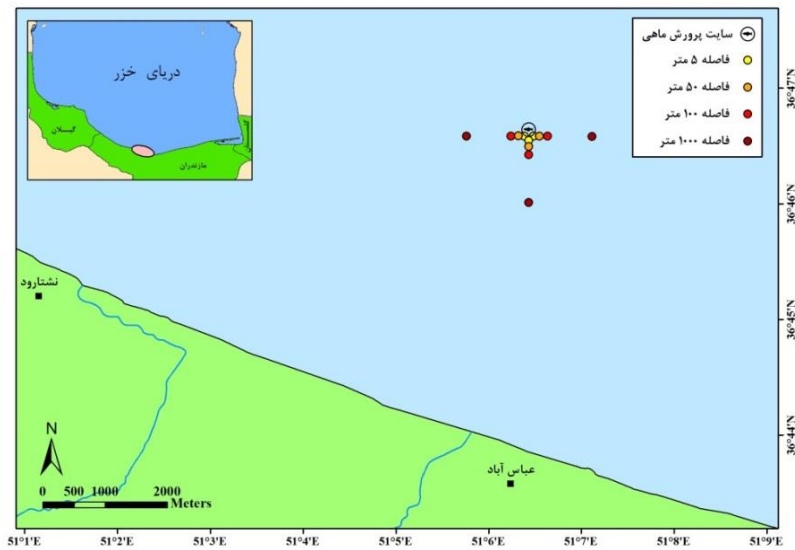 دریای خزر
گیلان
مازندران
سایت پرورش ماهی
فاصله ۵ متر
فاصله ۵۰ متر
فاصله ۱۰۰ متر
فاصله ۱۰۰۰ متر
36°47'N
36°46'N
36°45'N
36°44'N
نشتارود
عباس آباد
N
0 500 1000 2000
Meters
51°1'E 51°2'E 51°3'E 51°4'E 51°5'E 51°6'E 51°7'E 51°8'E 51°9'E